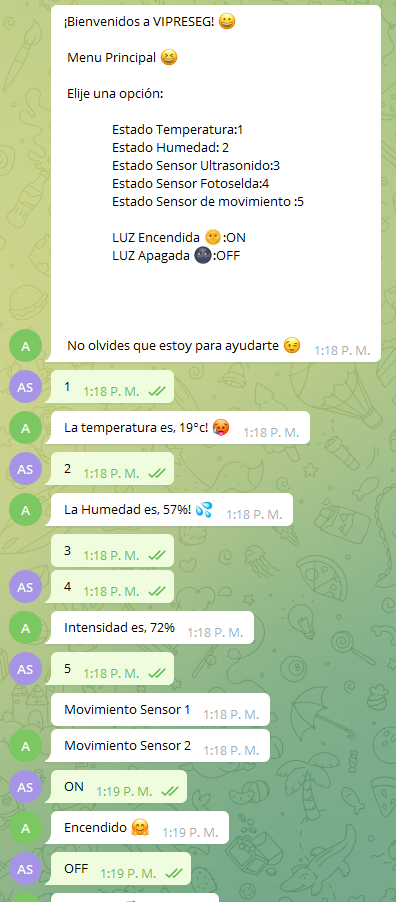 ¡Bienvenidos a VIPRESEG! 😀
Menu Principal 😆
Elije una opción:
Estado Temperatura:1
Estado Humedad: 2
Estado Sensor Ultrasonido:3
Estado Sensor Fotoselda:4
Estado Sensor de movimiento :5
LUZ Encendida 🌞:ON
LUZ Apagada 🌚:OFF
No olvides que estoy para ayudarte 😉 1:18 P. M.
A
AS
1 1:18 P. M.
La temperatura es, 19°c! 🥵 1:18 P. M.
A
AS
2 1:18 P. M.
A
La Humedad es, 57%! 💦 1:18 P. M.
3 1:18 P. M.
AS
4 1:18 P. M.
A
Intensidad es, 72% 1:18 P. M.
AS
5 1:18 P. M.
Movimiento Sensor 1 1:18 P. M.
A
Movimiento Sensor 2 1:18 P. M.
AS
ON 1:19 P. M.
A
Encendido 🤗 1:19 P. M.
AS
OFF 1:19 P. M.